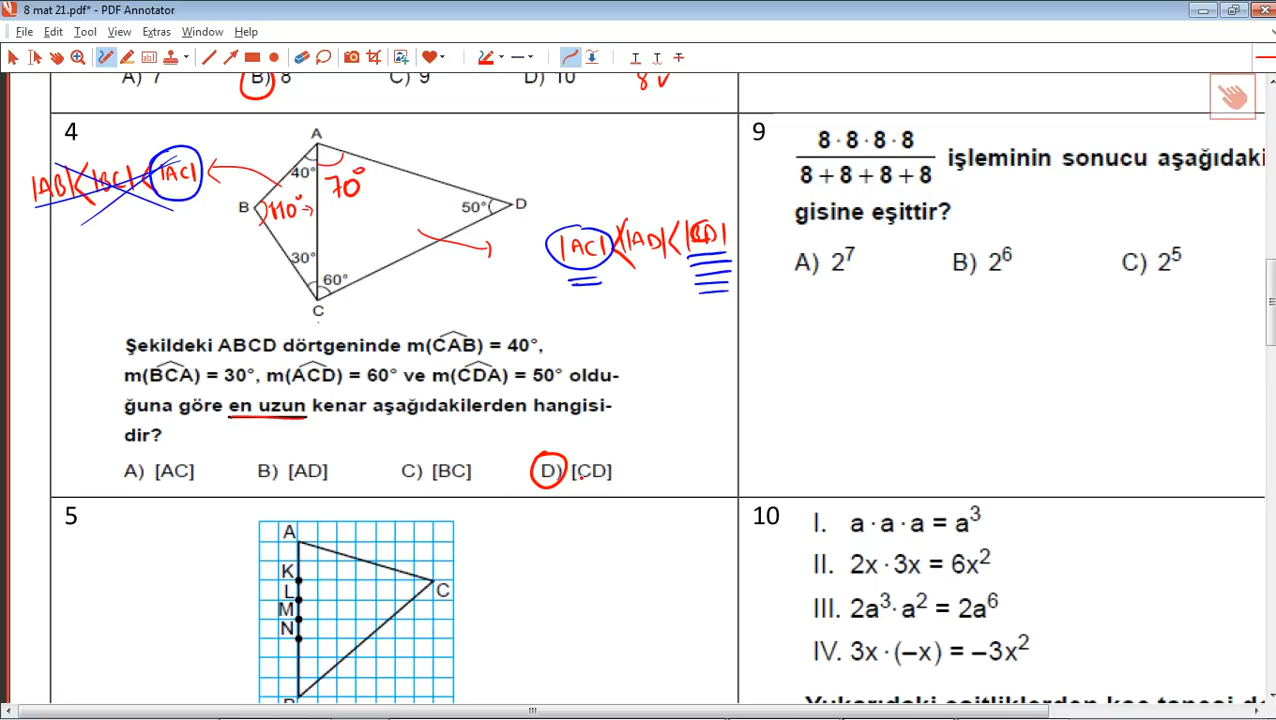 8 mat 21.pdf* - PDF Annotator
File Edit Tool View Extras Window Help
A) 7 B) 8 C) 9 D) 10 8 √
4
|AB|<|BC|<|AC|
A
40°
70°
B
110°
50°
D
30°
60°
C
|AC|<|AD|<|CD|
Şekildeki ABCD dörtgeninde m(CAB) = 40°,
m(BCA) = 30°, m(ACD) = 60° ve m(CDA) = 50° oldu-
ğuna göre en uzun kenar aşağıdakilerden hangisi-
dir?
A) [AC] B) [AD] C) [BC] D) [CD]
5
A
K
L
M
N
C
9
8 · 8 · 8 · 8
8 + 8 + 8 + 8
işleminin sonucu aşağıdaki
gisine eşittir?
A) 2⁷ B) 2⁶ C) 2⁵
10
I. a · a · a = a³
II. 2x · 3x = 6x²
III. 2a³ · a² = 2a⁶
IV. 3x · (−x) = −3x²
Yukarıdaki eşitliklerden kaç tanesi d